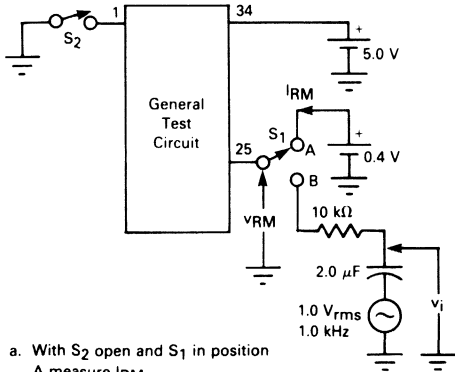 1
34
S2
+
5.0 V
General
Test
Circuit
IRM
25
S1
A
+
0.4 V
B
vRM
10 kΩ
2.0 μF
1.0 Vrms
1.0 kHz
vi
a. With S2 open and S1 in position
A measure IRM